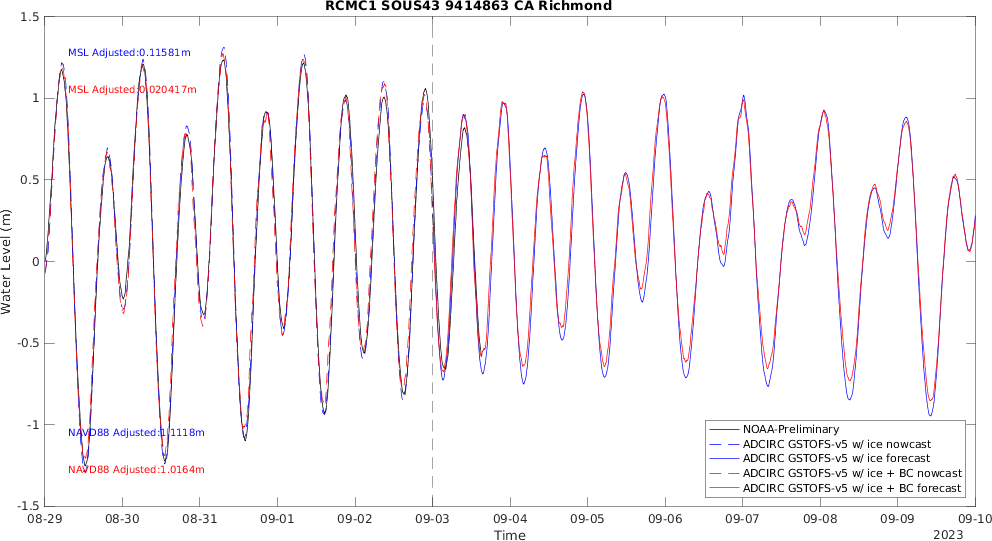 RCMC1 SOUS43 9414863 CA Richmond
1.5
1
0.5
0
-0.5
-1
-1.5
Water Level (m)
MSL Adjusted:0.11581m
MSL Adjusted:0.020417m
NAVD88 Adjusted:1.1118m
NAVD88 Adjusted:1.0164m
NOAA-Preliminary
ADCIRC GSTOFS-v5 w/ ice nowcast
ADCIRC GSTOFS-v5 w/ ice forecast
ADCIRC GSTOFS-v5 w/ ice + BC nowcast
ADCIRC GSTOFS-v5 w/ ice + BC forecast
08-29 08-30 08-31 09-01 09-02 09-03 09-04 09-05 09-06 09-07 09-08 09-09 09-10
Time
2023